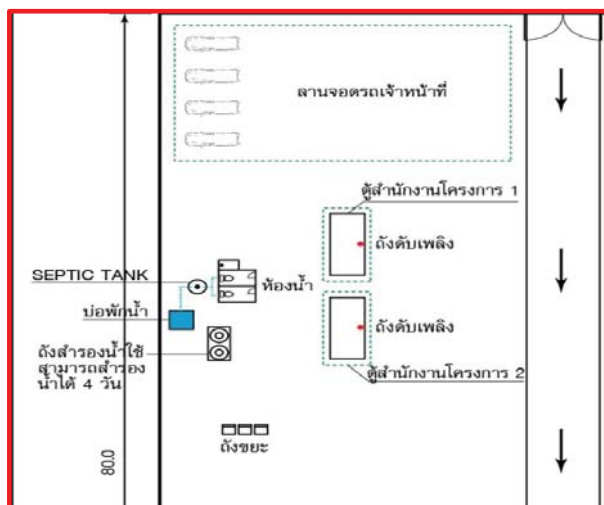 ลานจอดรถเจ้าหน้าที่
ตู้สำนักงานโครงการ 1
ถังดับเพลิง
SEPTIC TANK
ห้องน้ำ
บ่อพักน้ำ
ถังดับเพลิง
ถังสำรองน้ำใช้
สามารถสำรอง
น้ำได้ 4 วัน
ตู้สำนักงานโครงการ 2
ถังขยะ
80.0